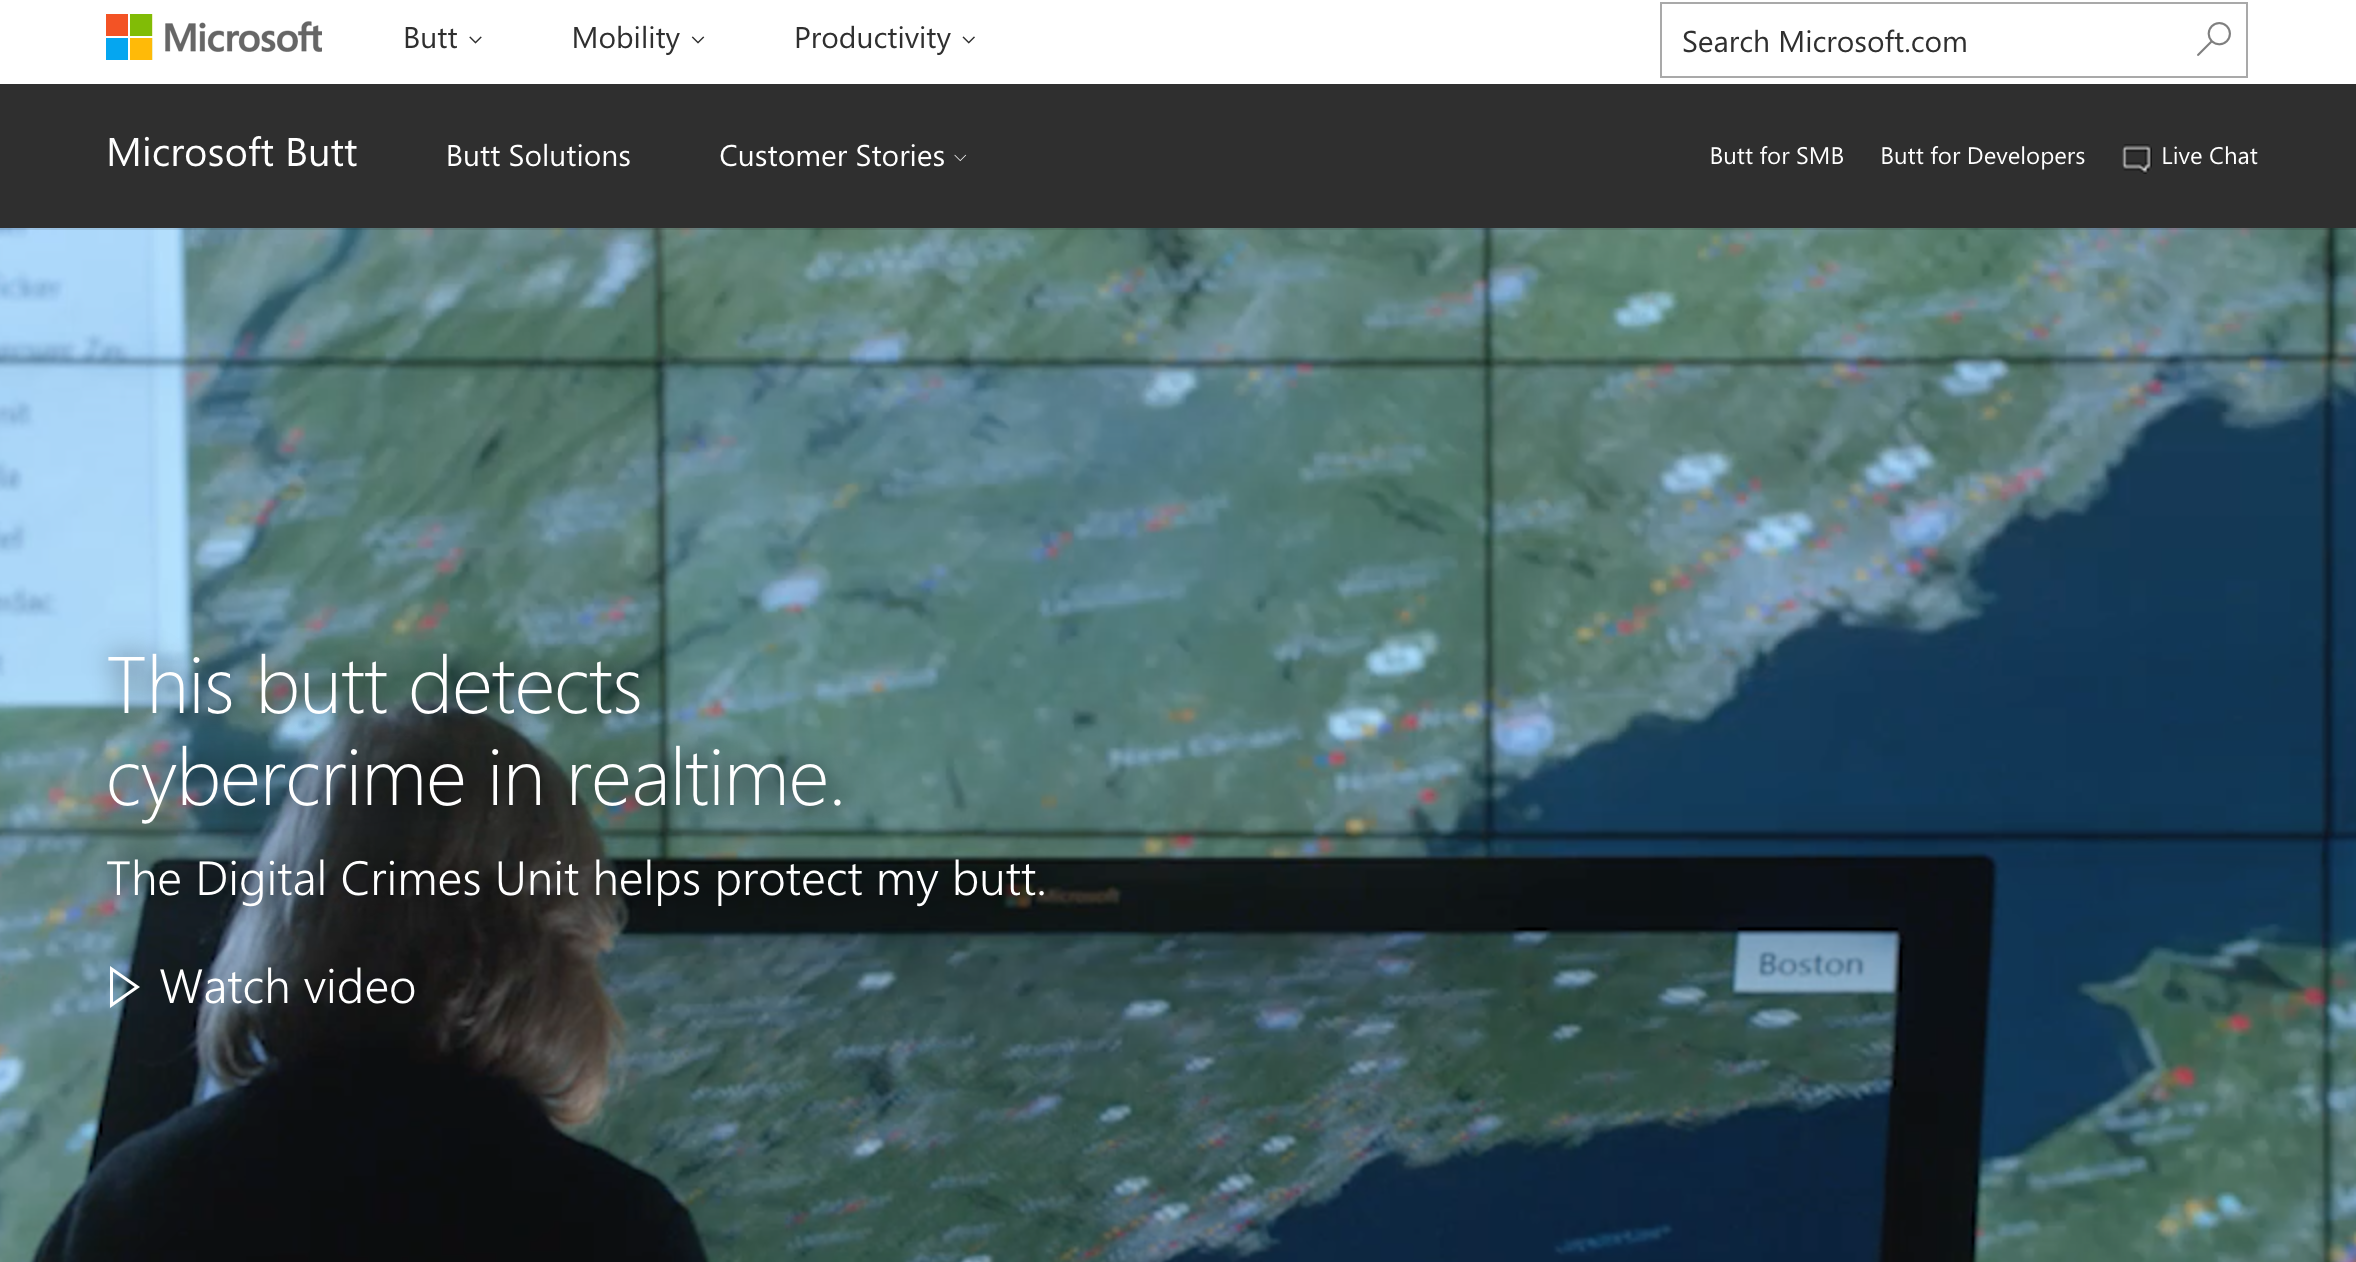 Microsoft
Butt
Mobility
Productivity
Search Microsoft.com
Microsoft Butt
Butt Solutions
Customer Stories
Butt for SMB
Butt for Developers
Live Chat
This butt detects
cybercrime in realtime.
The Digital Crimes Unit helps protect my butt.
Microsoft
Watch video
Boston